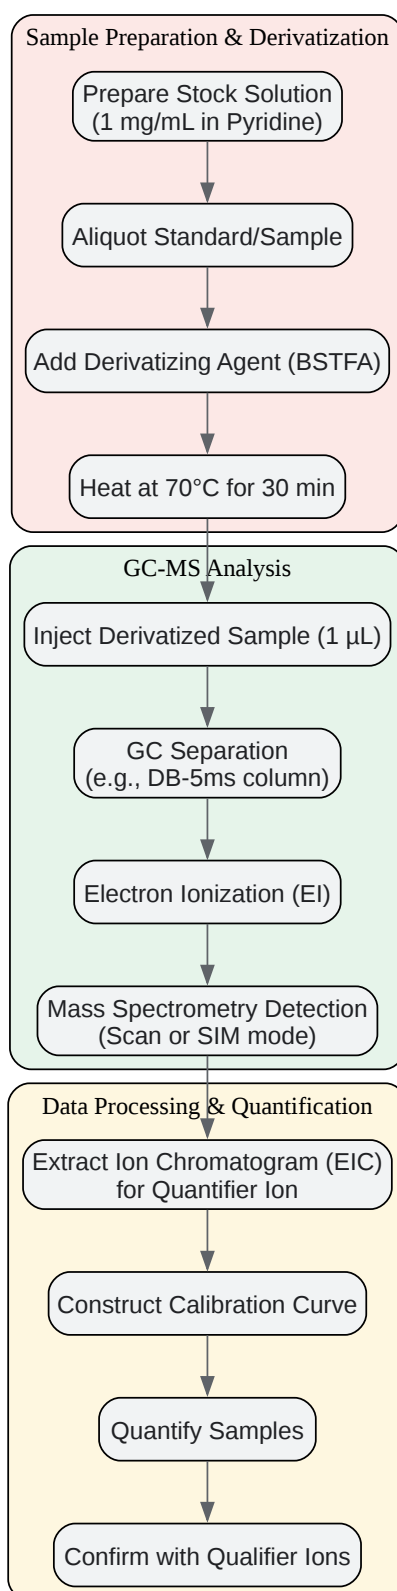 Sample Preparation & Derivatization
Prepare Stock Solution
(1 mg/mL in Pyridine)
Aliquot Standard/Sample
Add Derivatizing Agent (BSTFA)
Heat at 70°C for 30 min
GC-MS Analysis
Inject Derivatized Sample (1 µL)
GC Separation
(e.g., DB-5ms column)
Electron Ionization (EI)
Mass Spectrometry Detection
(Scan or SIM mode)
Data Processing & Quantification
Extract Ion Chromatogram (EIC)
for Quantifier Ion
Construct Calibration Curve
Quantify Samples
Confirm with Qualifier Ions